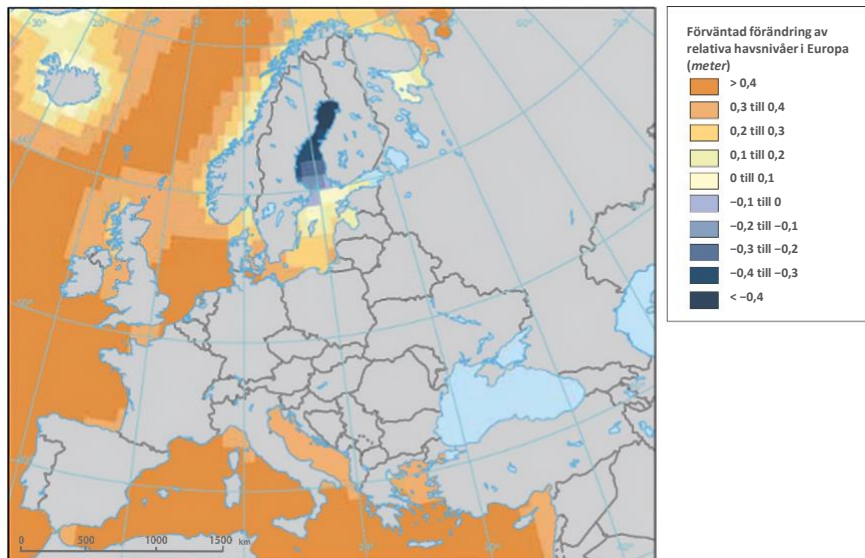 Förväntad förändring av
relativa havsnivåer i Europa
(meter)
> 0,4
0,3 till 0,4
0,2 till 0,3
0,1 till 0,2
0 till 0,1
−0,1 till 0
−0,2 till −0,1
−0,3 till −0,2
−0,4 till −0,3
< −0,4
0 500 1000 1500 km